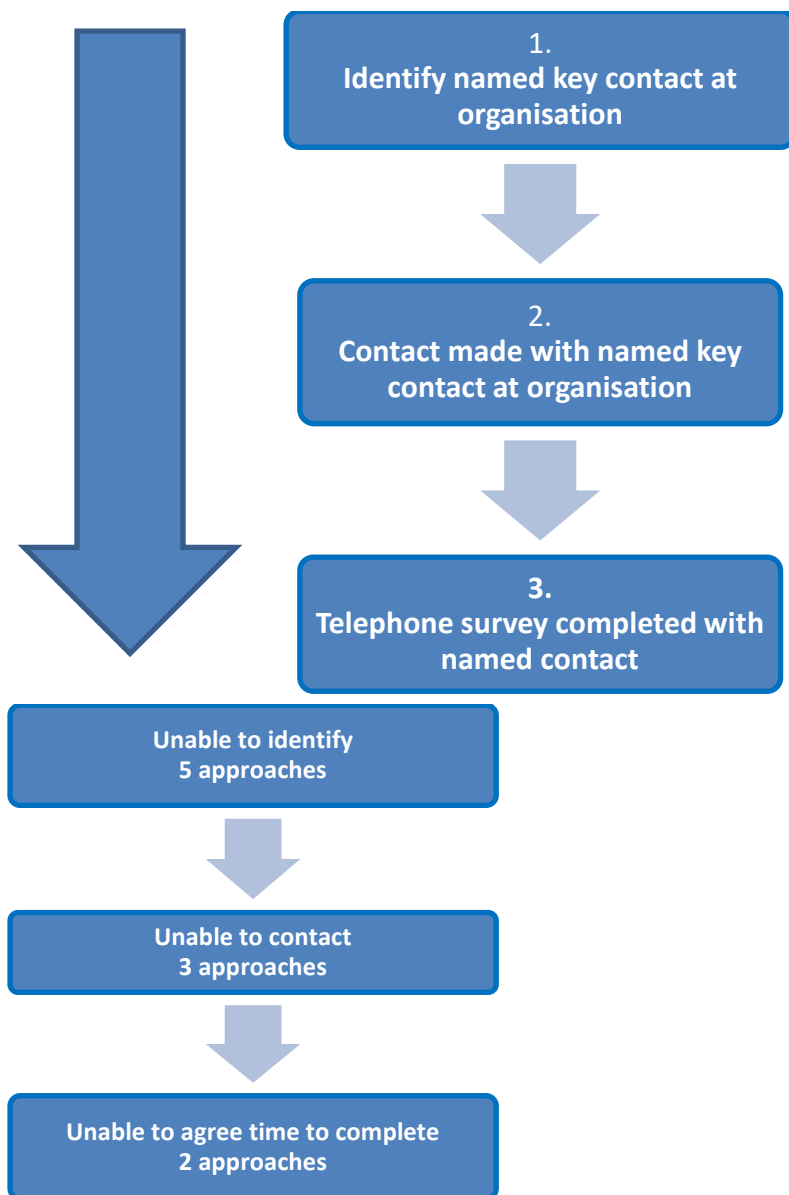 1.
Identify named key contact at
organisation
2.
Contact made with named key
contact at organisation
3.
Telephone survey completed with
named contact
Unable to identify
5 approaches
Unable to contact
3 approaches
Unable to agree time to complete
2 approaches